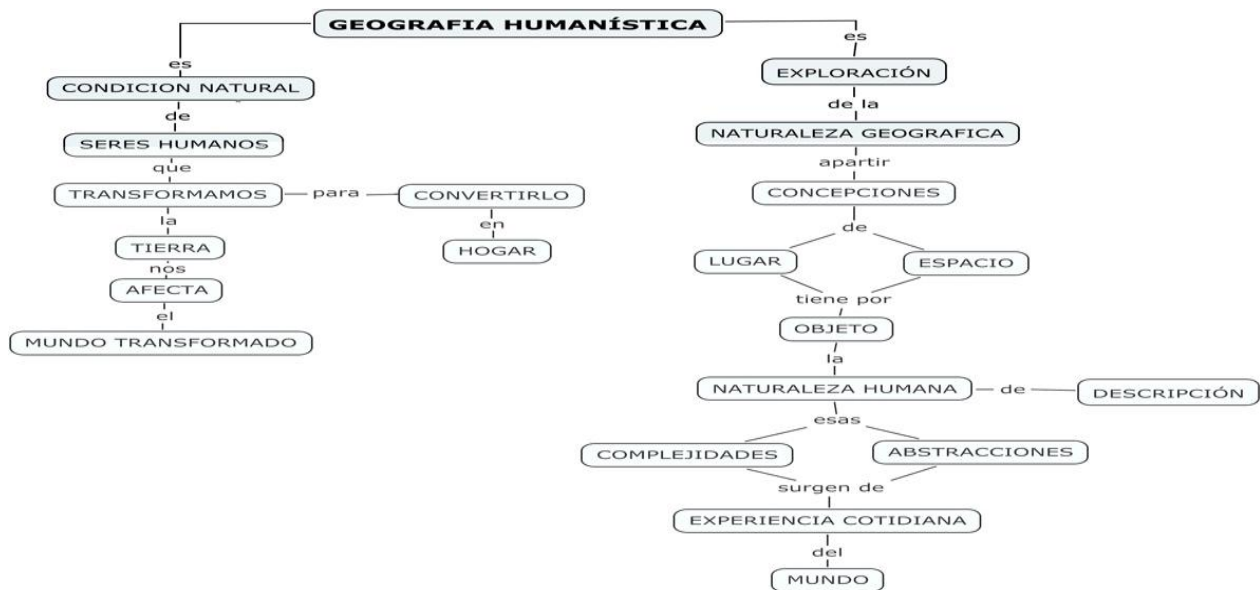 GEOGRAFIA HUMANÍSTICA
es
CONDICION NATURAL
de
SERES HUMANOS
que
TRANSFORMAMOS
para
CONVERTIRLO
en
HOGAR
la
TIERRA
nos
AFECTA
el
MUNDO TRANSFORMADO
es
EXPLORACIÓN
de la
NATURALEZA GEOGRAFICA
apartir
CONCEPCIONES
de
LUGAR
ESPACIO
tiene por
OBJETO
la
NATURALEZA HUMANA
de
DESCRIPCIÓN
esas
COMPLEJIDADES
ABSTRACCIONES
surgen de
EXPERIENCIA COTIDIANA
del
MUNDO